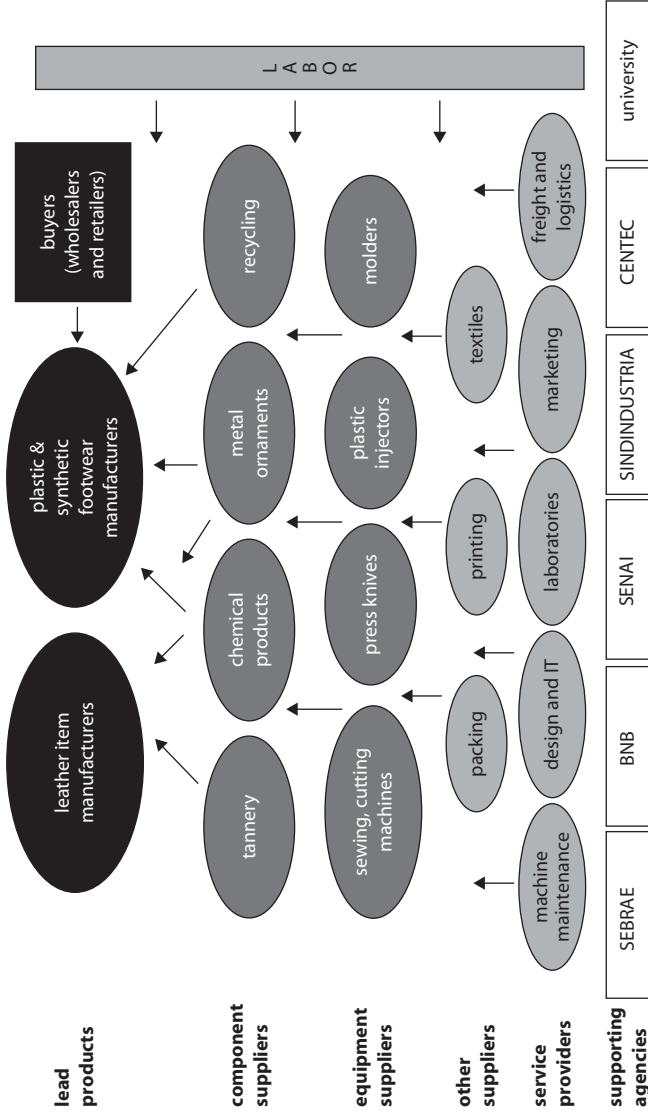 lead
products
leather item
manufacturers
plastic &
synthetic
footwear
manufacturers
buyers
(wholesalers
and retailers)
L
A
B
O
R
component
suppliers
tannery
chemical
products
metal
ornaments
recycling
equipment
suppliers
sewing, cutting
machines
press knives
plastic
injectors
molders
other
suppliers
packing
printing
textiles
service
providers
machine
maintenance
design and IT
laboratories
marketing
freight and
logistics
supporting
agencies
SEBRAE
BNB
SENAI
SINDINDUSTRIA
CENTEC
university